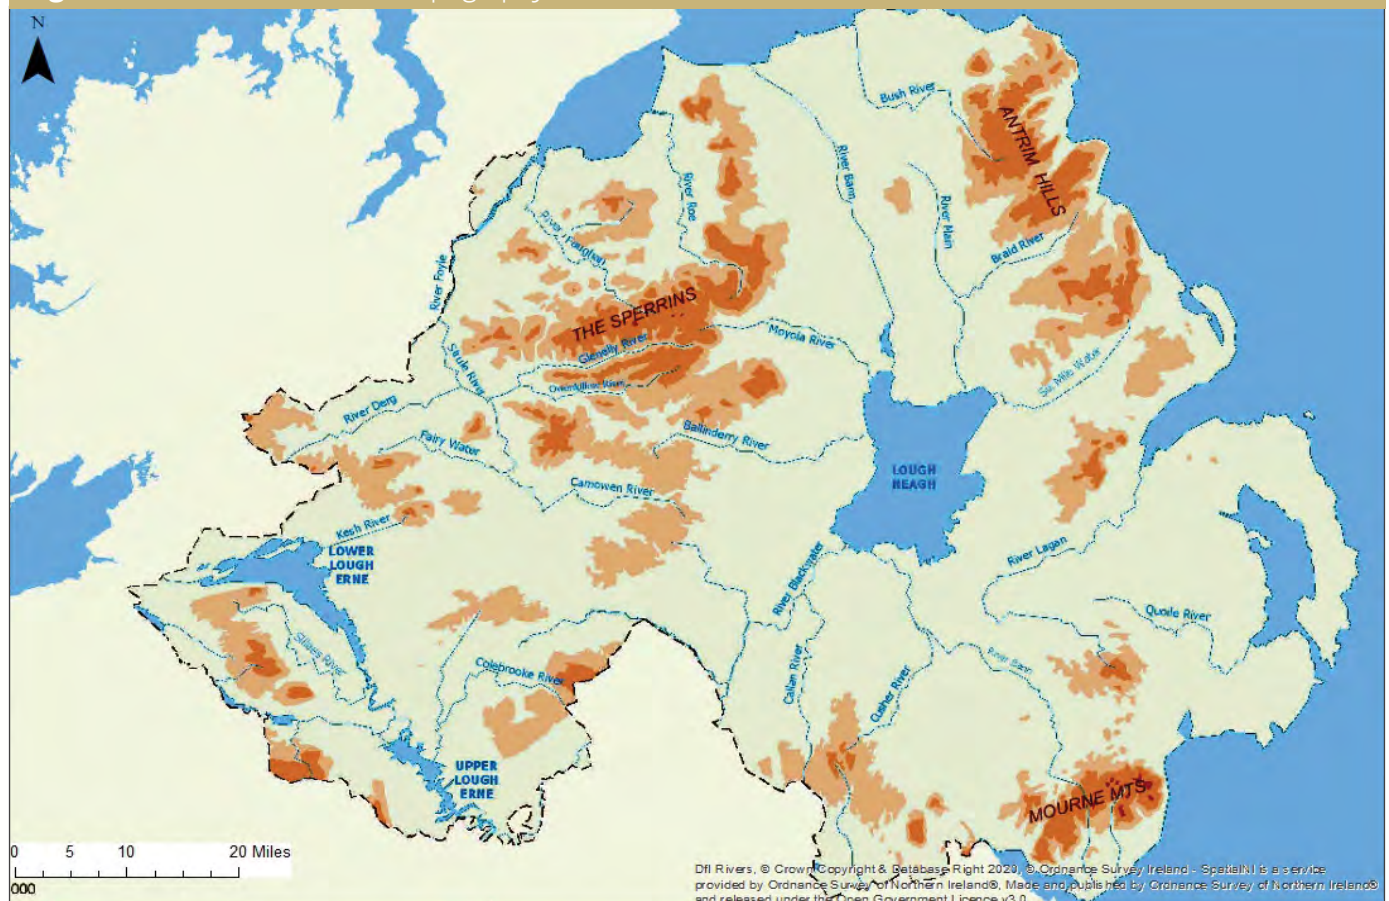 N
Bush River
ANTRIM HILLS
River Bann
River Roe
River Main
River Faughan
Braid River
River Foyle
THE SPERRINS
Moyola River
Glenelly River
Strule River
Six Mile Water
River Derg
Fairy Water
Ballinderry River
LOUGH
NEAGH
Camowen River
Kesh River
LOWER
LOUGH
ERNE
River Lagan
River Blackwater
Quoile River
Sillees River
Colebrooke River
Callan River
Cusher River
River Bann
UPPER
LOUGH
ERNE
MOURNE MTS
0 5 10 20 Miles
000
DfI Rivers, © Crown Copyright & Database Right 2020, © Ordnance Survey Ireland - SpatialNI is a service
provided by Ordnance Survey of Northern Ireland®, Made and published by Ordnance Survey of Northern Ireland®
and released under the Open Government Licence v3.0